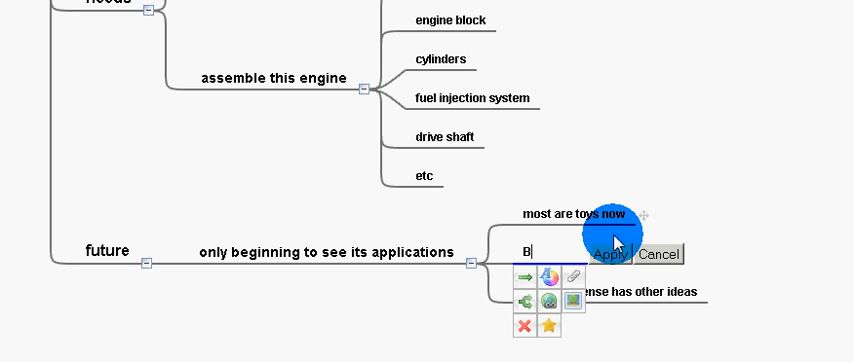 needs
engine block
cylinders
assemble this engine
fuel injection system
drive shaft
etc
most are toys now
future
only beginning to see its applications
B
Apply
Cancel
ense has other ideas